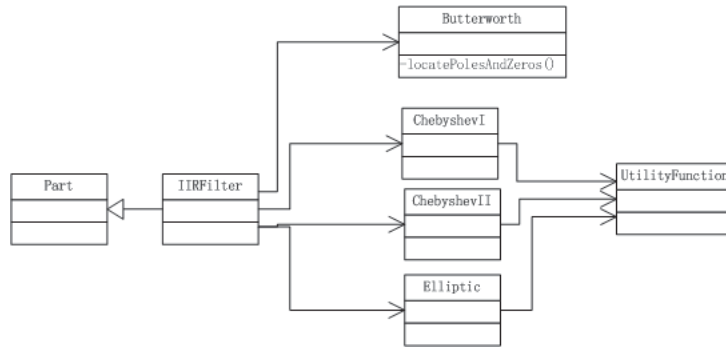 Butterworth
-locatePolesAndZeros()
ChebyshevI
Part
IIRFilter
UtilityFunction
ChebyshevII
Elliptic